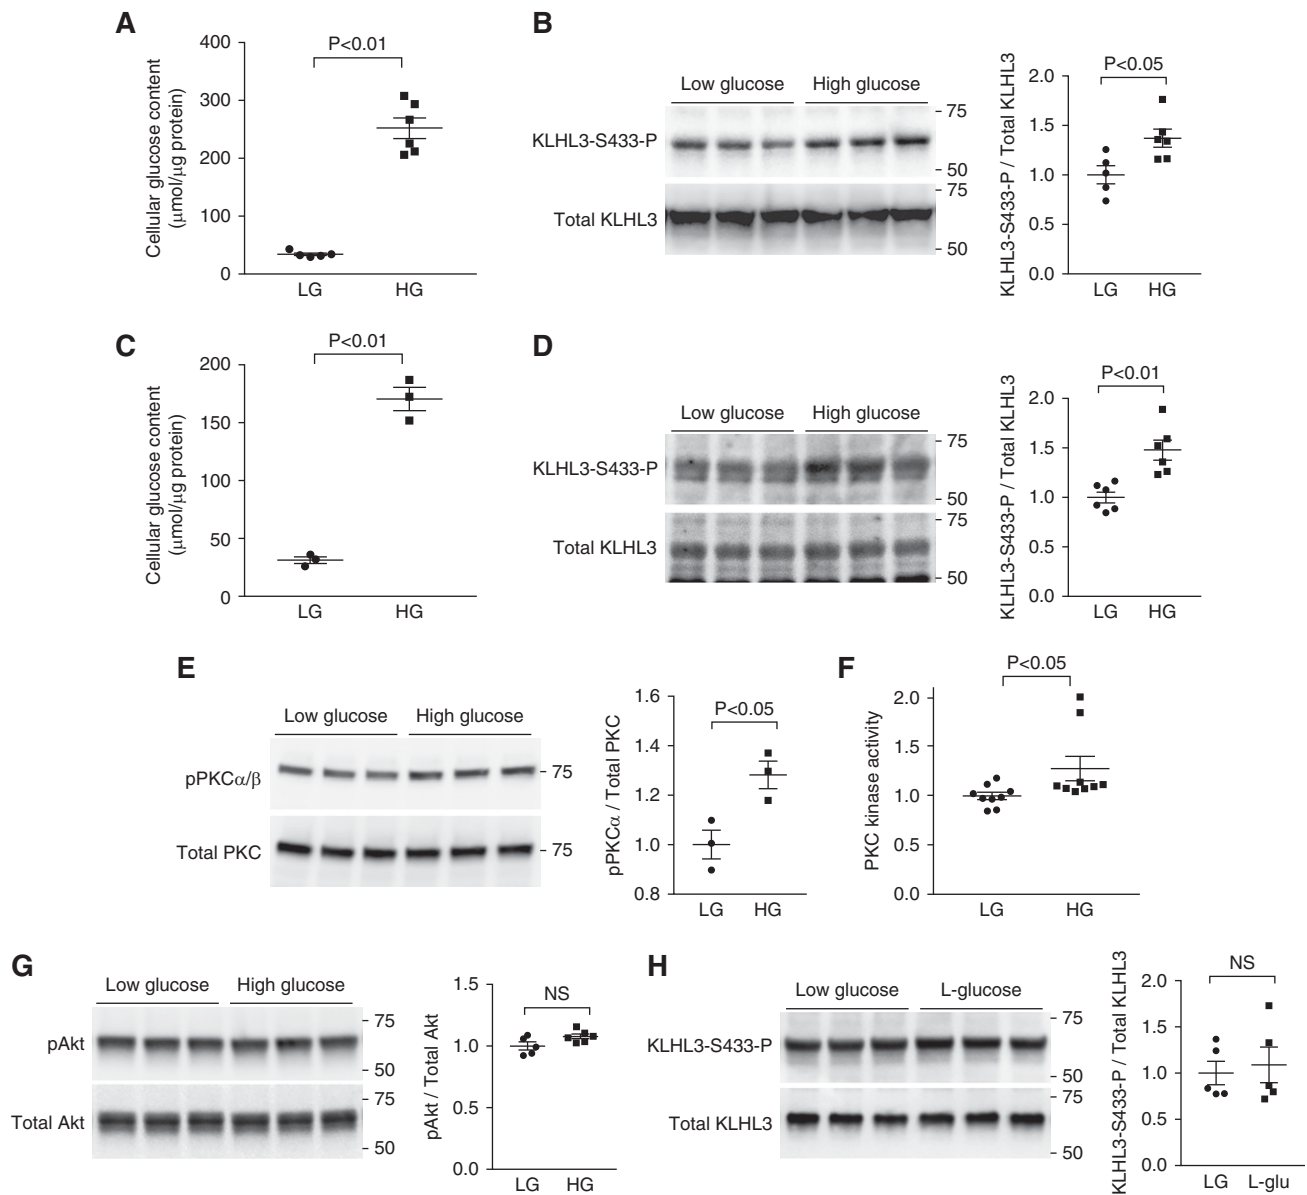 A
Cellular glucose content
(μmol/μg protein)
400
300
200
100
0
P<0.01
LG HG
B
Low glucose High glucose
KLHL3-S433-P
75
50
Total KLHL3
75
50
KLHL3-S433-P / Total KLHL3
2.0
1.5
1.0
0.5
0.0
P<0.05
LG HG
C
Cellular glucose content
(μmol/μg protein)
200
150
100
50
0
P<0.01
LG HG
D
Low glucose High glucose
KLHL3-S433-P
75
50
Total KLHL3
75
50
KLHL3-S433-P / Total KLHL3
2.0
1.5
1.0
0.5
0.0
P<0.01
LG HG
E
Low glucose High glucose
pPKCα/β
75
Total PKC
75
pPKCα / Total PKC
1.6
1.4
1.2
1.0
0.8
P<0.05
LG HG
F
PKC kinase activity
2.0
1.5
1.0
0.5
0.0
P<0.05
LG HG
G
Low glucose High glucose
pAkt
75
50
Total Akt
75
50
pAkt / Total Akt
1.5
1.0
0.5
0.0
NS
LG HG
H
Low glucose L-glucose
KLHL3-S433-P
75
50
Total KLHL3
75
50
KLHL3-S433-P / Total KLHL3
2.0
1.5
1.0
0.5
0.0
NS
LG L-glu